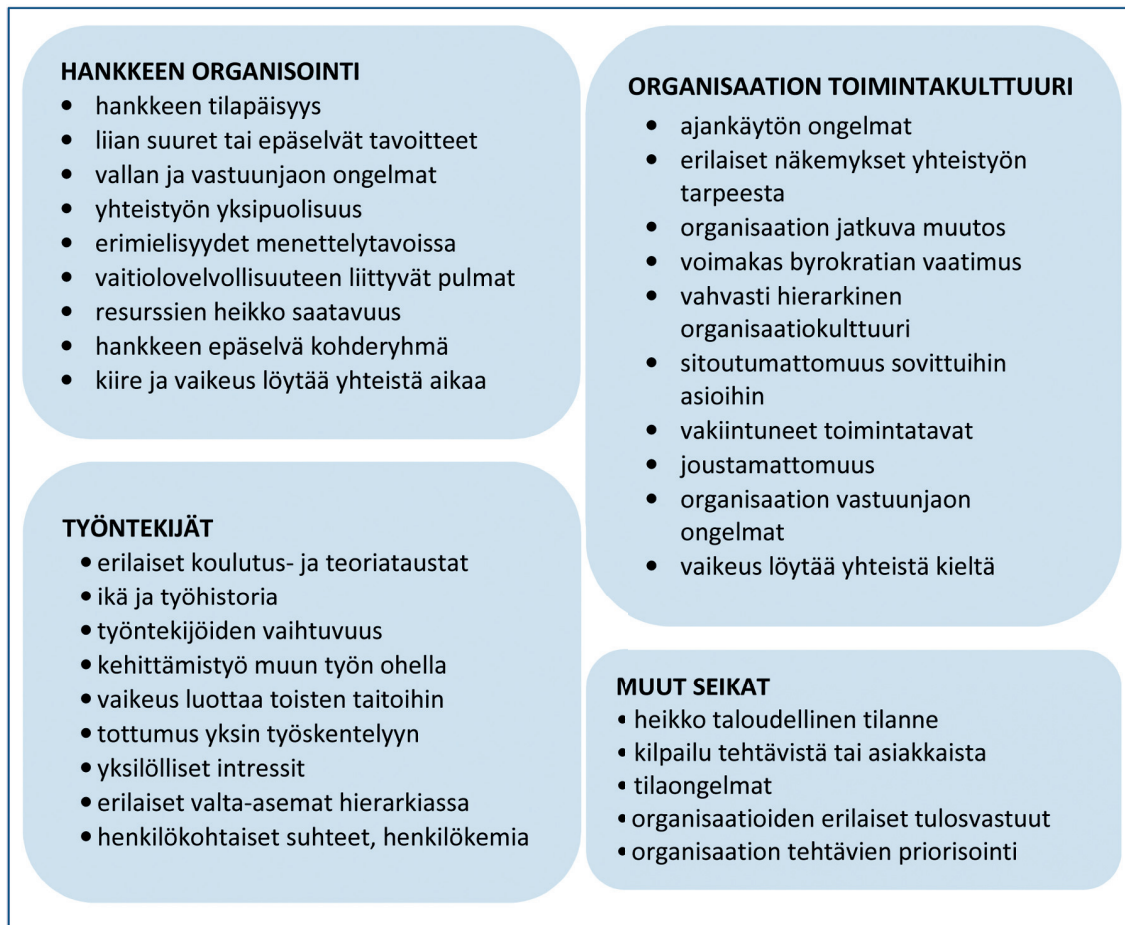 HANKKEEN ORGANISOINTI
• hankkeen tilapäisyys
• liian suuret tai epäselvät tavoitteet
• vallan ja vastuunjaon ongelmat
• yhteistyön yksipuolisuus
• erimielisyydet menettelytavoissa
• vaitiolovelvollisuuteen liittyvät pulmat
• resurssien heikko saatavuus
• hankkeen epäselvä kohderyhmä
• kiire ja vaikeus löytää yhteistä aikaa
ORGANISAATION TOIMINTAKULTTUURI
• ajankäytön ongelmat
• erilaiset näkemykset yhteistyön
tarpeesta
• organisaation jatkuva muutos
• voimakas byrokratian vaatimus
• vahvasti hierarkinen
organisaatiokulttuuri
• sitoutumattomuus sovittuihin
asioihin
• vakiintuneet toimintatavat
• joustamattomuus
• organisaation vastuunjaon
ongelmat
• vaikeus löytää yhteistä kieltä
TYÖNTEKIJÄT
• erilaiset koulutus- ja teoriataustat
• ikä ja työhistoria
• työntekijöiden vaihtuvuus
• kehittämistyö muun työn ohella
• vaikeus luottaa toisten taitoihin
• tottumus yksin työskentelyyn
• yksilölliset intressit
• erilaiset valta-asemat hierarkiassa
• henkilökohtaiset suhteet, henkilökemia
MUUT SEIKAT
• heikko taloudellinen tilanne
• kilpailu tehtävistä tai asiakkaista
• tilaongelmat
• organisaatioiden erilaiset tulosvastuut
• organisaation tehtävien priorisointi